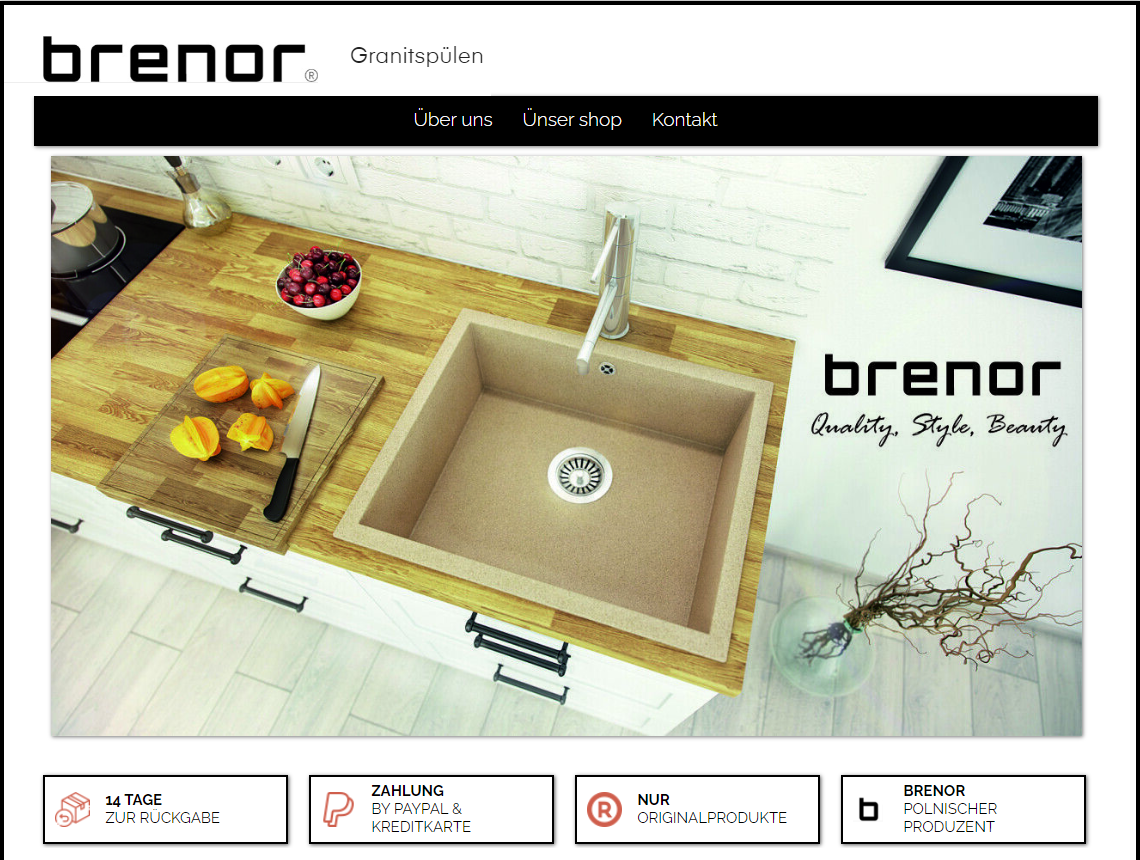 brenor® Granitspülen
Über uns Ünser shop Kontakt
brenor
Quality, Style, Beauty
14 TAGE
ZUR RÜCKGABE
ZAHLUNG
BY PAYPAL &
KREDITKARTE
R
NUR
ORIGINALPRODUKTE
b
BRENOR
POLNISCHER
PRODUZENT